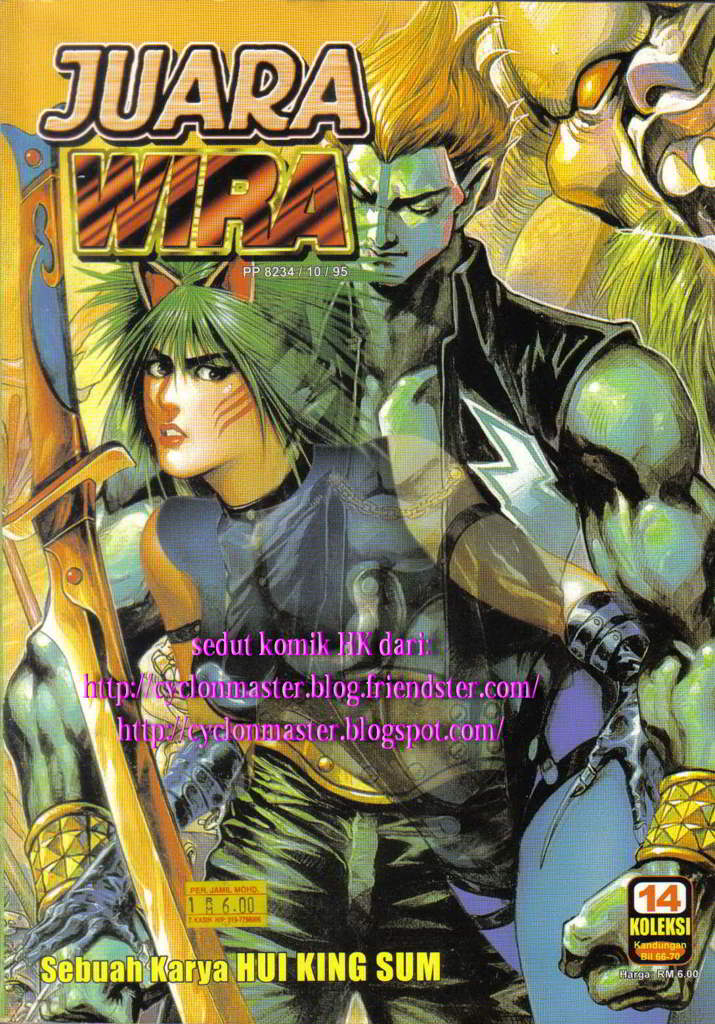 JUARA
WIRA
PP 8234 / 10 / 95
sedut komik HK dari:
http://cyclonmaster.blog.friendster.com/
http://cyclonmaster.blogspot.com/
PER. JAMIL MOHD.
6.00
14
KOLEKSI
Kandungan
Bil 66-70
Harga: RM 6.00
Sebuah Karya HUI KING SUM